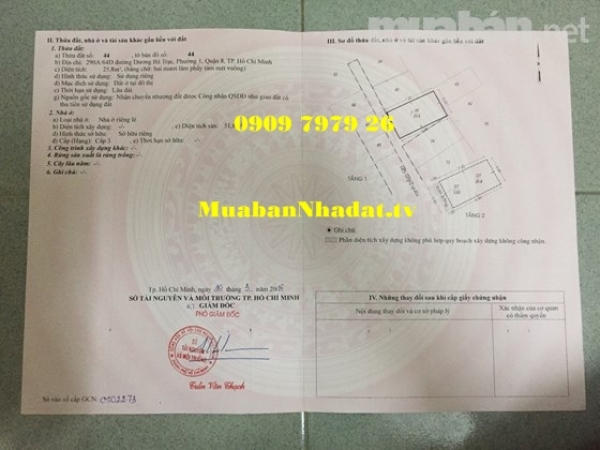 II. Thửa đất, nhà ở và tài sản khác gắn liền với đất
1. Thửa đất:
a) Thửa đất số: 44, tờ bản đồ số: 44
b) Địa chỉ: 296A/64D đường Dương Bá Trạc, Phường 1, Quận 8, TP. Hồ Chí Minh
c) Diện tích: 25,8m², (bằng chữ: hai mươi lăm phẩy tám mét vuông)
d) Hình thức sử dụng: Sử dụng riêng
đ) Mục đích sử dụng: Đất ở tại đô thị
e) Thời hạn sử dụng: Lâu dài
g) Nguồn gốc sử dụng: Nhận chuyển nhượng đất được Công nhận QSDĐ như giao đất có
thu tiền sử dụng đất
2. Nhà ở:
a) Loại nhà ở: Nhà ở riêng lẻ
b) Diện tích xây dựng: -/- c) Diện tích sàn:
d) Hình thức sở hữu: Sở hữu riêng
đ) Cấp (Hạng): Cấp 3 e) Thời hạn sở hữu: -/-
3. Công trình xây dựng khác: -/-
4. Rừng sản xuất là rừng trồng: -/-
5. Cây lâu năm: -/-
6. Ghi chú: -/-
Tp. Hồ Chí Minh, ngày tháng năm
SỞ TÀI NGUYÊN VÀ MÔI TRƯỜNG TP. HỒ CHÍ MINH
GIÁM ĐỐC
PHÓ GIÁM ĐỐC
Trần Văn Thạch
Số vào sổ cấp GCN:
III. Sơ đồ thửa đất, nhà ở và tài sản khác gắn liền với đất
TẦNG 1
TẦNG 2
Ghi chú:
Phần diện tích xây dựng không phù hợp quy hoạch xây dựng không công nhận.
IV. Những thay đổi sau khi cấp giấy chứng nhận
Nội dung thay đổi và cơ sở pháp lý
Xác nhận của cơ quan
có thẩm quyền
0909 7979 26
MuabanNhadat.tv
muaban.net